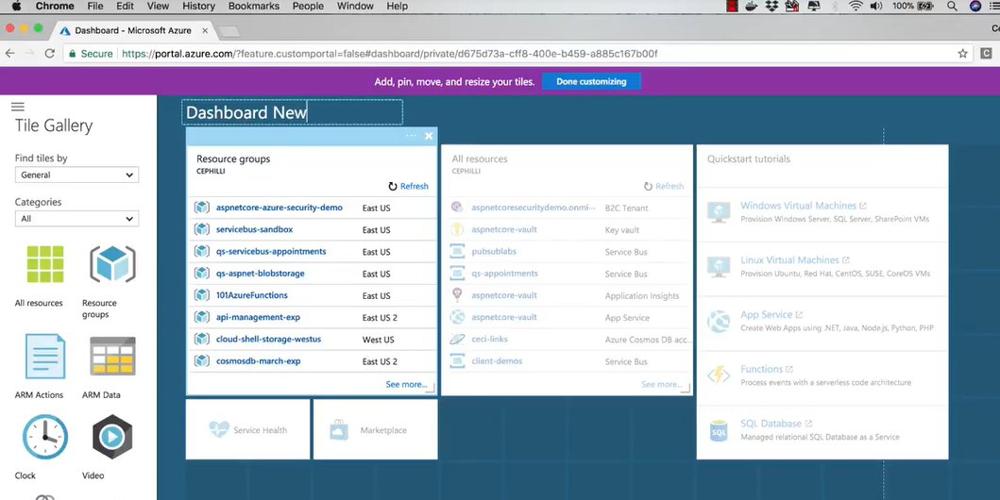 Chrome File Edit View History Bookmarks People Window Help 100%
Dashboard - Microsoft Azure
Secure https://portal.azure.com/?feature.customportal=false#dashboard/private/d675d73a-cff8-400e-b459-a885c167b00f
Add, pin, move, and resize your tiles. Done customizing
Tile Gallery
Find tiles by
General
Categories
All
All resources
Resource groups
ARM Actions
ARM Data
Clock
Video
Dashboard New
Resource groups
CEPHILLI
Refresh
aspnetcore-azure-security-demo East US
servicebus-sandbox East US
qs-servicebus-appointments East US
qs-aspnet-blobstorage East US
101AzureFunctions East US
api-management-exp East US 2
cloud-shell-storage-westus West US
cosmosdb-march-exp East US 2
See more...
All resources
CEPHILLI
Refresh
aspnetcoresecuritydemo.onmi... B2C Tenant
aspnetcore-vault Key vault
pubsublabs Service Bus
qs-appointments Service Bus
aspnetcore-vault Application Insights
aspnetcore-vault App Service
ceci-links Azure Cosmos DB acc...
client-demos Service Bus
See more...
Quickstart tutorials
Windows Virtual Machines
Provision Windows Server, SQL Server, SharePoint VMs
Linux Virtual Machines
Provision Ubuntu, Red Hat, CentOS, SUSE, CoreOS VMs
App Service
Create Web Apps using .NET, Java, Node.js, Python, PHP
Functions
Process events with a serverless code architecture
SQL Database
Managed relational SQL Database as a Service
SQL
Service Health
Marketplace